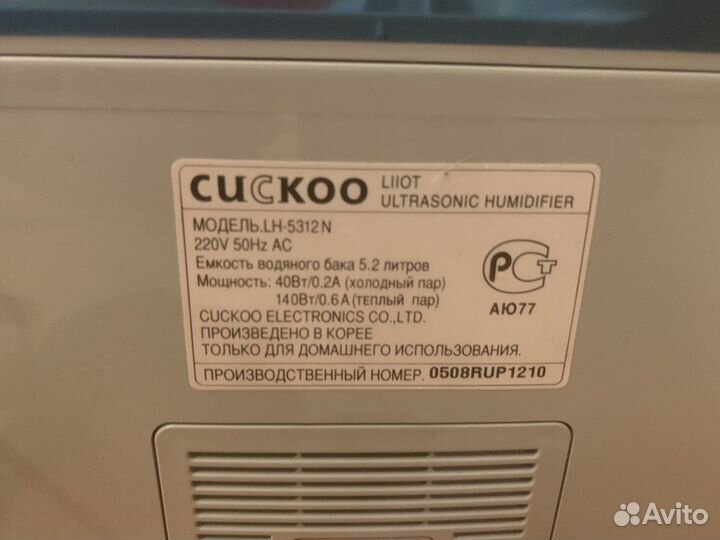 CUCKOO LIIOT
ULTRASONIC HUMIDIFIER
МОДЕЛЬ.LH-5312N
220V 50Hz AC
Емкость водяного бака 5.2 литров
Мощность: 40Вт/0.2А (холодный пар)
140Вт/0.6А (теплый пар)
CUCKOO ELECTRONICS CO.,LTD.
ПРОИЗВЕДЕНО В КОРЕЕ
ТОЛЬКО ДЛЯ ДОМАШНЕГО ИСПОЛЬЗОВАНИЯ.
ПРОИЗВОДСТВЕННЫЙ НОМЕР. 0508RUP1210
РСТ
АЮ77
Avito